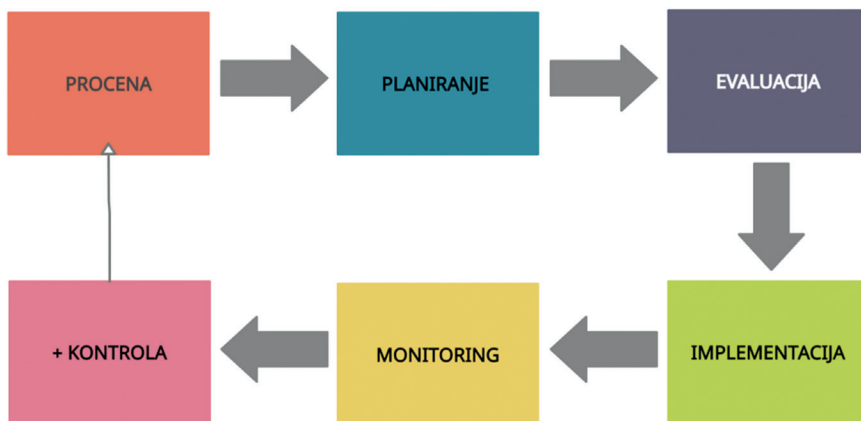 PROCENA
PLANIRANJE
EVALUACIJA
IMPLEMENTACIJA
MONITORING
+ KONTROLA